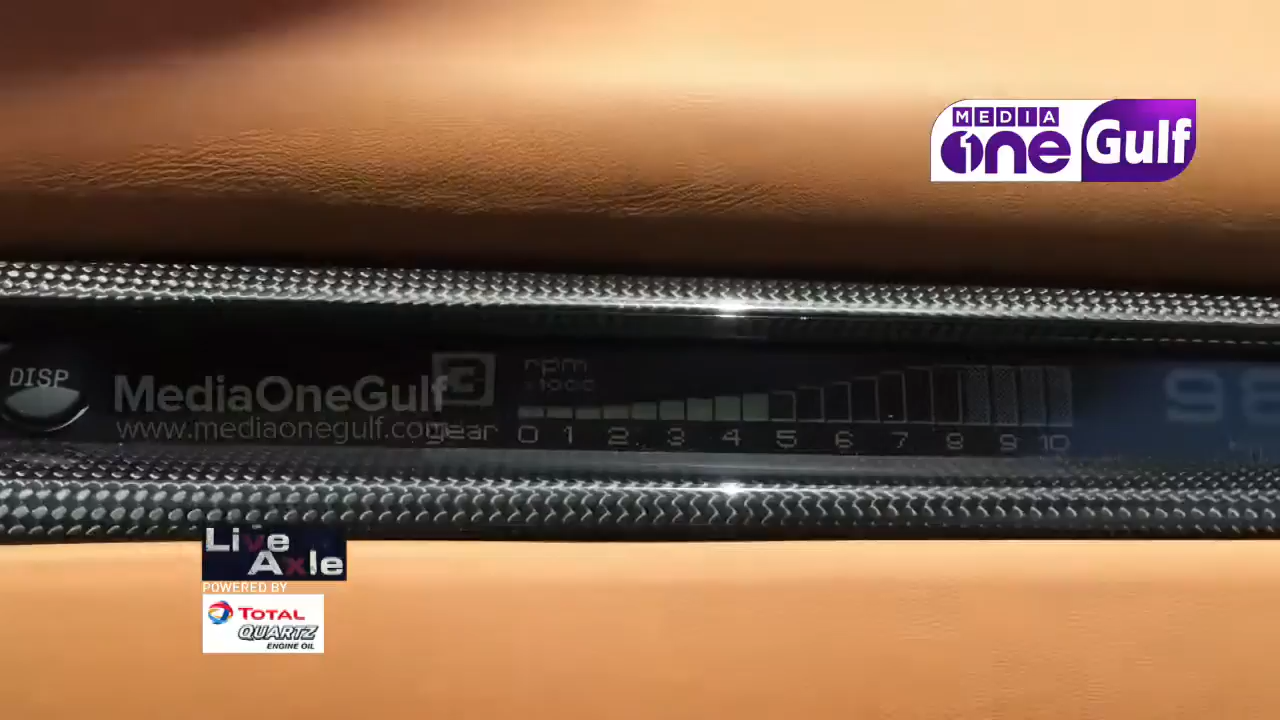 MEDIA
one Gulf
DISP
MediaOneGulf
www.mediaonegulf.com
3
gear
rpm
x1000
0 1 2 3 4 5 6 7 8 9 10
98
Live
Axle
POWERED BY
TOTAL
QUARTZ
ENGINE OIL